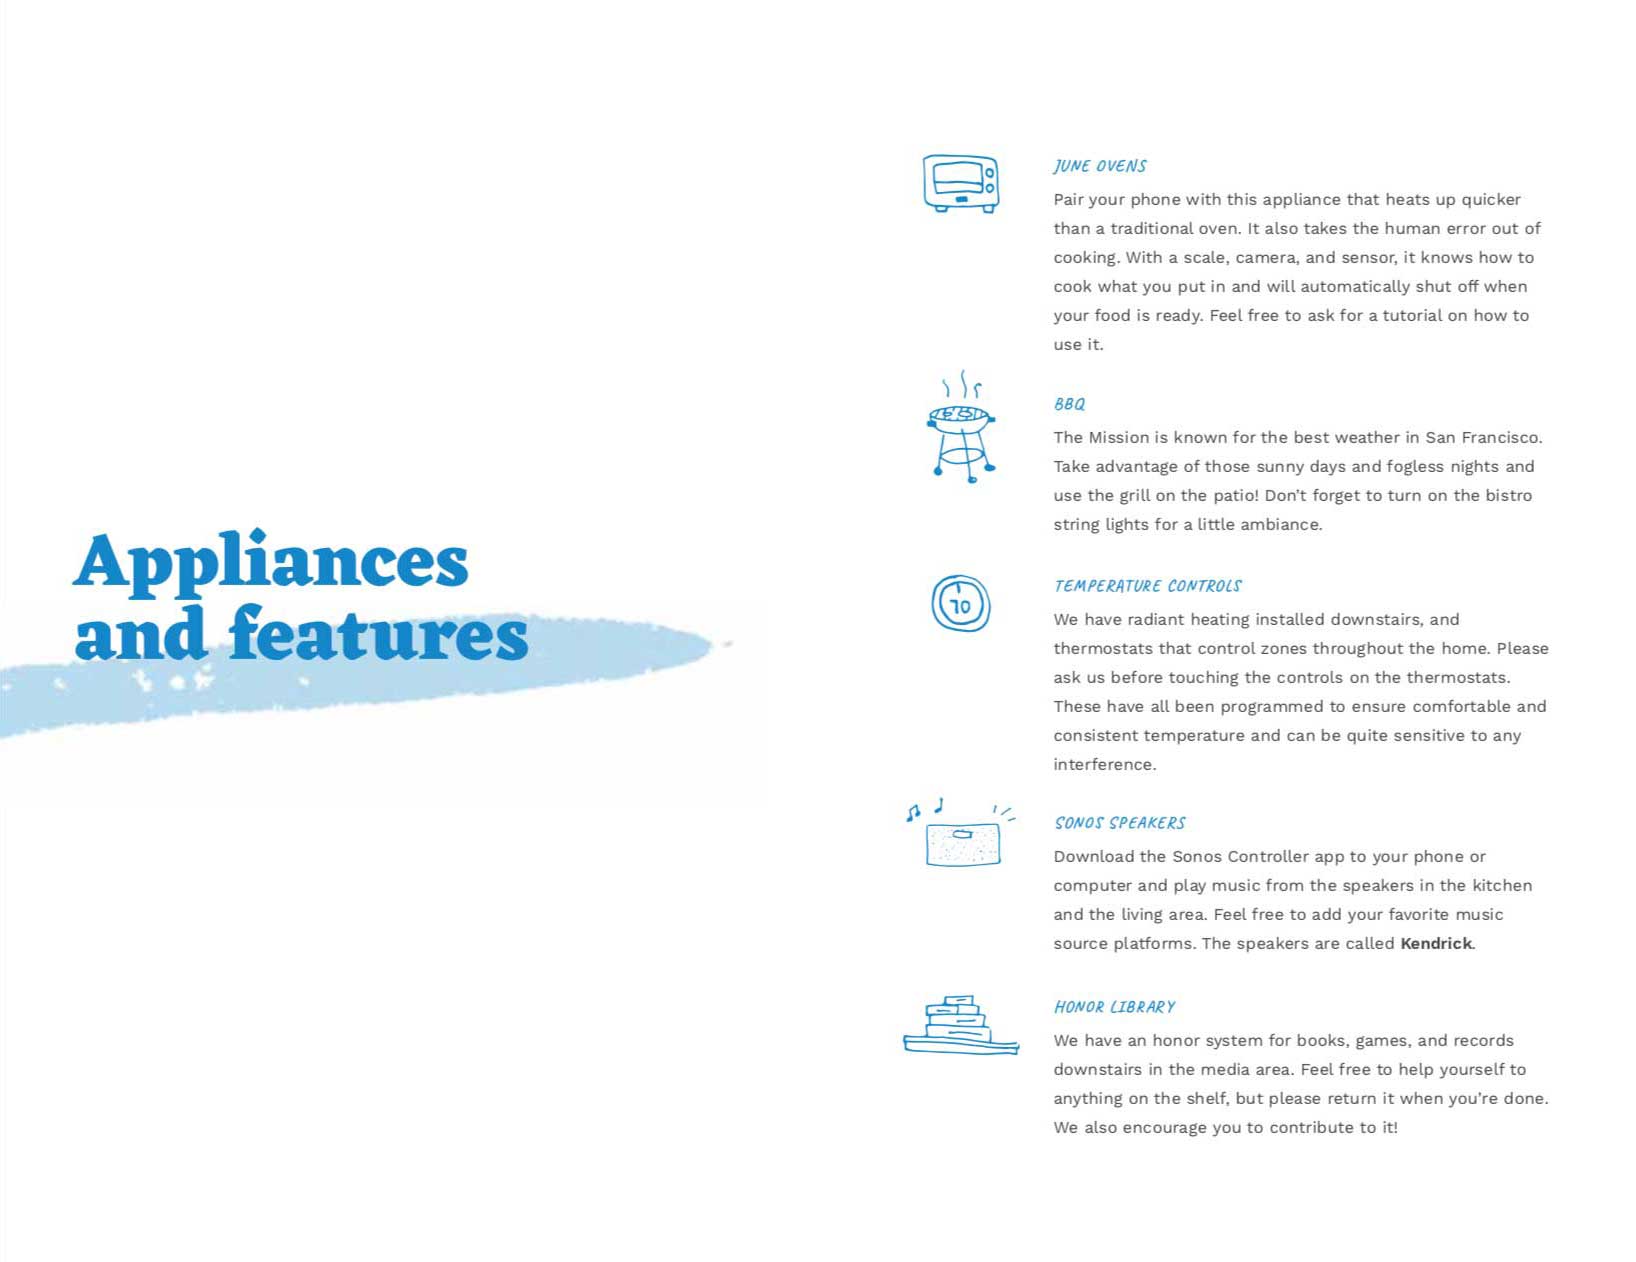 Appliances
and features
JUNE OVENS
Pair your phone with this appliance that heats up quicker
than a traditional oven. It also takes the human error out of
cooking. With a scale, camera, and sensor, it knows how to
cook what you put in and will automatically shut off when
your food is ready. Feel free to ask for a tutorial on how to
use it.
BBQ
The Mission is known for the best weather in San Francisco.
Take advantage of those sunny days and fogless nights and
use the grill on the patio! Don't forget to turn on the bistro
string lights for a little ambiance.
70
TEMPERATURE CONTROLS
We have radiant heating installed downstairs, and
thermostats that control zones throughout the home. Please
ask us before touching the controls on the thermostats.
These have all been programmed to ensure comfortable and
consistent temperature and can be quite sensitive to any
interference.
SONOS SPEAKERS
Download the Sonos Controller app to your phone or
computer and play music from the speakers in the kitchen
and the living area. Feel free to add your favorite music
source platforms. The speakers are called Kendrick.
HONOR LIBRARY
We have an honor system for books, games, and records
downstairs in the media area. Feel free to help yourself to
anything on the shelf, but please return it when you're done.
We also encourage you to contribute to it!